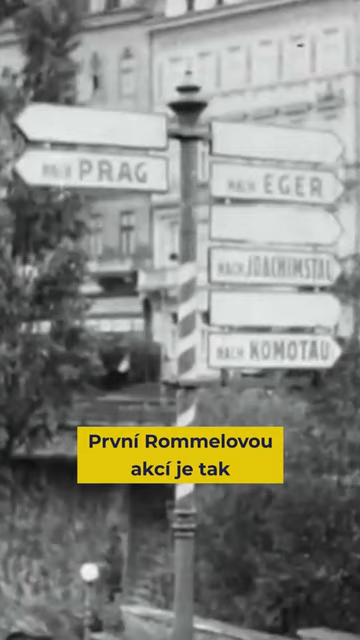 NACH PRAG
NACH EGER
NACH JOACHIMSTAL
NACH KOMOTAU
První Rommelovou
akcí je tak